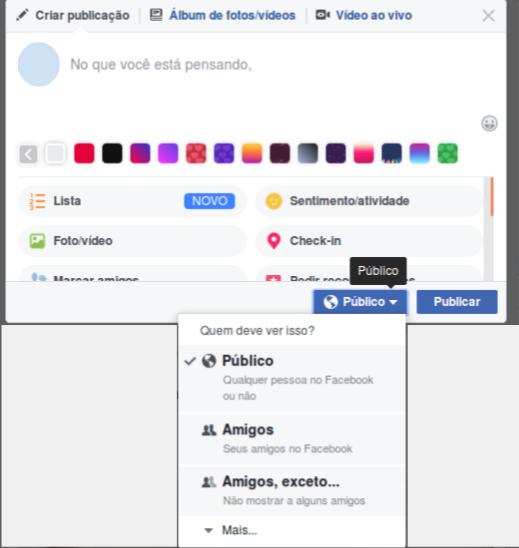 Criar publicação
Álbum de fotos/vídeos
Vídeo ao vivo
No que você está pensando,
Lista
NOVO
Sentimento/atividade
Foto/vídeo
Check-in
Marcar amigos
Público
Público
Publicar
Quem deve ver isso?
Público
Qualquer pessoa no Facebook
ou não
Amigos
Seus amigos no Facebook
Amigos, exceto...
Não mostrar a alguns amigos
Mais...